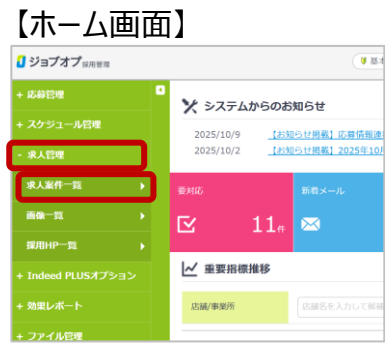 【ホーム画面】
ジョブオプ 採用管理
+ 応募管理
+ スケジュール管理
- 求人管理
求人案件一覧
画像一覧
採用HP一覧
+ Indeed PLUSオプション
+ 効果レポート
+ ファイル管理
システムからのお知らせ
2025/10/9 【お知らせ掲載】応募情報連
2025/10/2 【お知らせ掲載】2025年10月
要対応
11件
新着メール
重要指標推移
店舗/事業所
店舗名を入力して候補